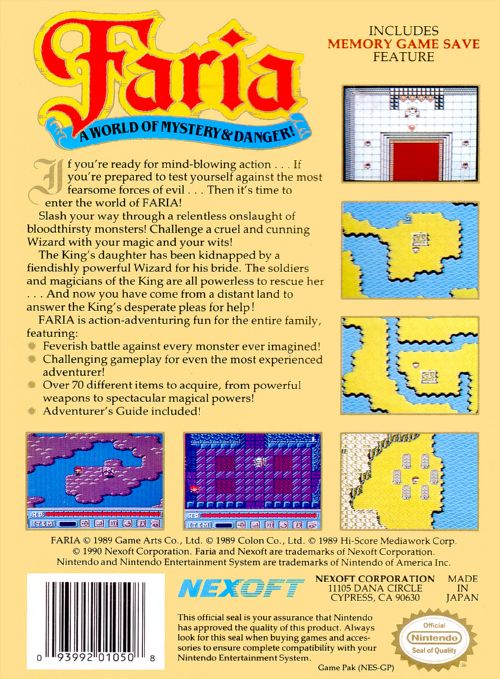 Faria
A WORLD OF MYSTERY & DANGER!
INCLUDES
MEMORY GAME SAVE
FEATURE
If you're ready for mind-blowing action . . . If
you're prepared to test yourself against the most
fearsome forces of evil . . . Then it's time to
enter the world of FARIA!
Slash your way through a relentless onslaught of
bloodthirsty monsters! Challenge a cruel and cunning
Wizard with your magic and your wits!
The King's daughter has been kidnapped by a
fiendishly powerful Wizard for his bride. The soldiers
and magicians of the King are all powerless to rescue her
. . . And now you have come from a distant land to
answer the King's desperate pleas for help!
FARIA is action-adventuring fun for the entire family,
featuring:
Feverish battle against every monster ever imagined!
Challenging gameplay for even the most experienced
adventurer!
Over 70 different items to acquire, from powerful
weapons to spectacular magical powers!
Adventurer's Guide included!
FARIA © 1989 Game Arts Co., Ltd. © 1989 Colon Co., Ltd. © 1989 Hi-Score Mediawork Corp.
© 1990 Nexoft Corporation. Faria and Nexoft are trademarks of Nexoft Corporation.
Nintendo and Nintendo Entertainment System are trademarks of Nintendo of America Inc.
NEXOFT
NEXOFT CORPORATION
11105 DANA CIRCLE
CYPRESS, CA 90630
MADE
IN
JAPAN
This official seal is your assurance that Nintendo
has approved the quality of this product. Always
look for this seal when buying games and acces-
sories to ensure complete compatibility with your
Nintendo Entertainment System.
Game Pak (NES-GP)
Official
Nintendo
Seal of Quality
0 93992 01050 8